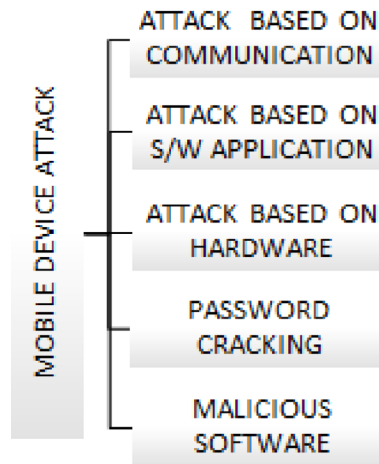 MOBILE DEVICE ATTACK
ATTACK BASED ON
COMMUNICATION
ATTACK BASED ON
S/W APPLICATION
ATTACK BASED ON
HARDWARE
PASSWORD
CRACKING
MALICIOUS
SOFTWARE